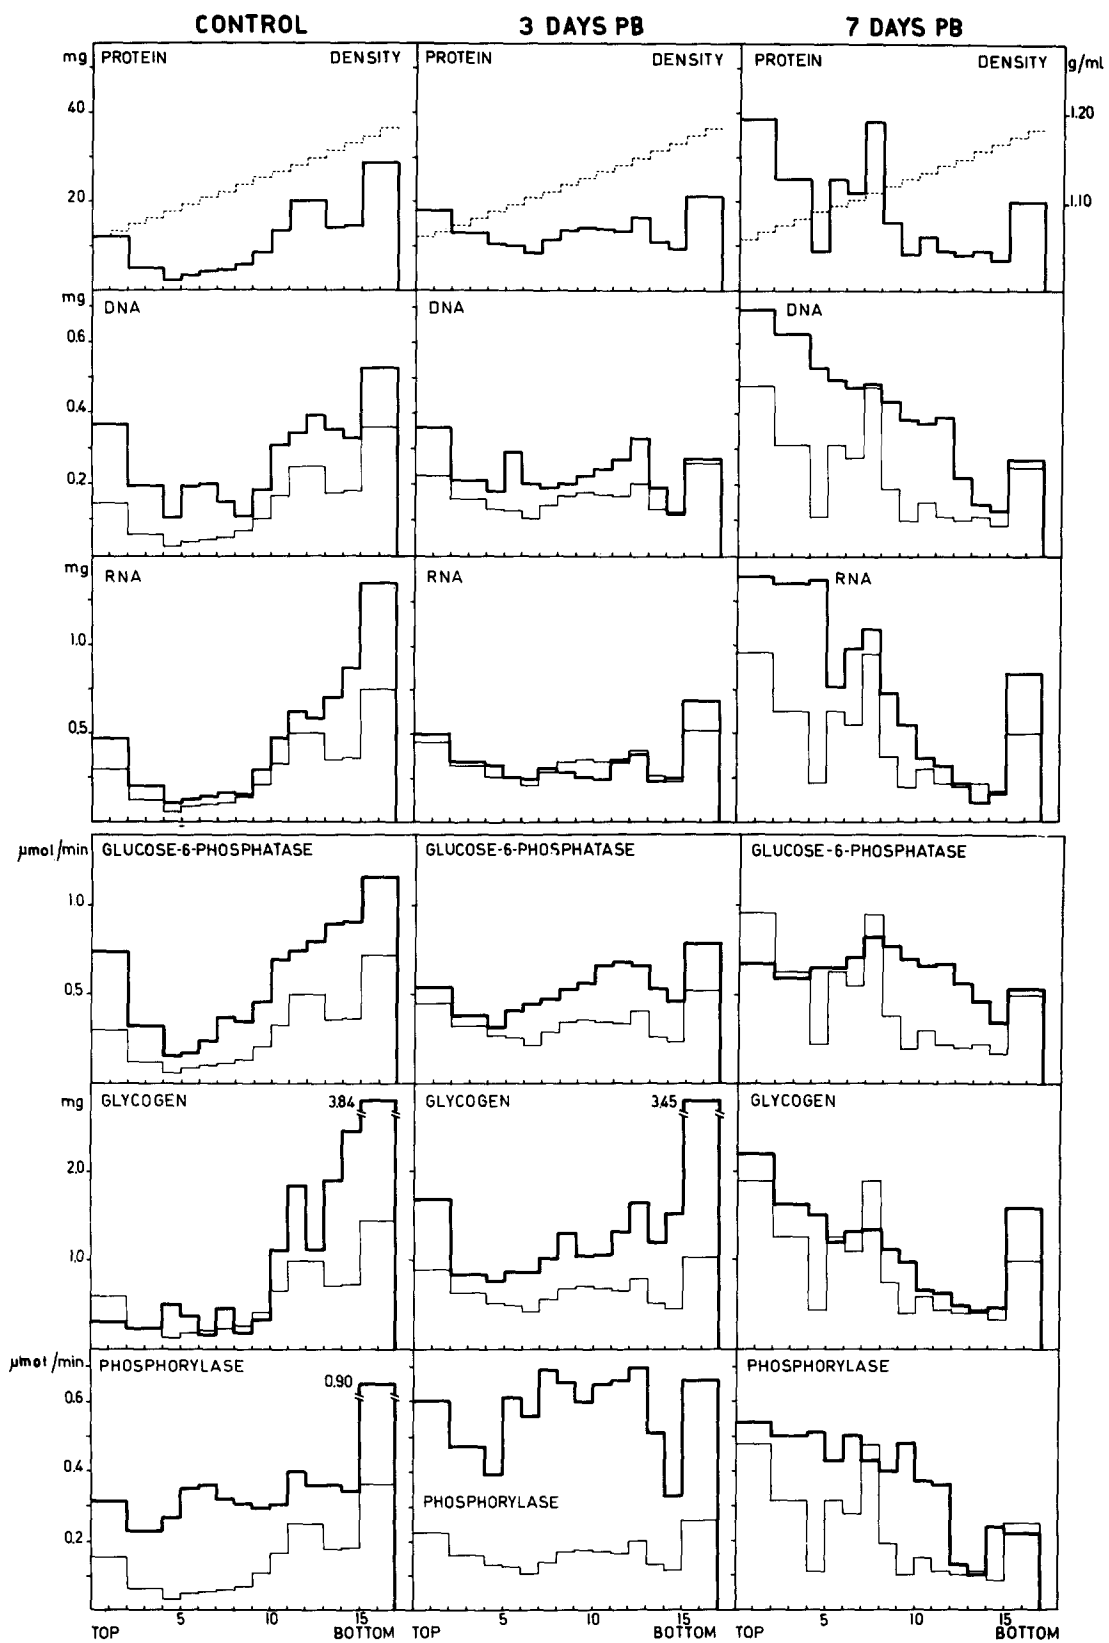 CONTROL 3 DAYS PB 7 DAYS PB
mg PROTEIN DENSITY PROTEIN DENSITY PROTEIN DENSITY g/ml
40 1.20
20 1.10
mg DNA DNA DNA
0.6
0.4
0.2
mg RNA RNA RNA
1.0
0.5
µmol/min GLUCOSE-6-PHOSPHATASE GLUCOSE-6-PHOSPHATASE GLUCOSE-6-PHOSPHATASE
1.0
0.5
mg GLYCOGEN 3.84 GLYCOGEN 3.45 GLYCOGEN
2.0
1.0
µmol/min PHOSPHORYLASE PHOSPHORYLASE
0.90
0.6
0.4
PHOSPHORYLASE
0.2
5 10 15 5 10 15 5 10 15
TOP BOTTOM TOP BOTTOM TOP BOTTOM